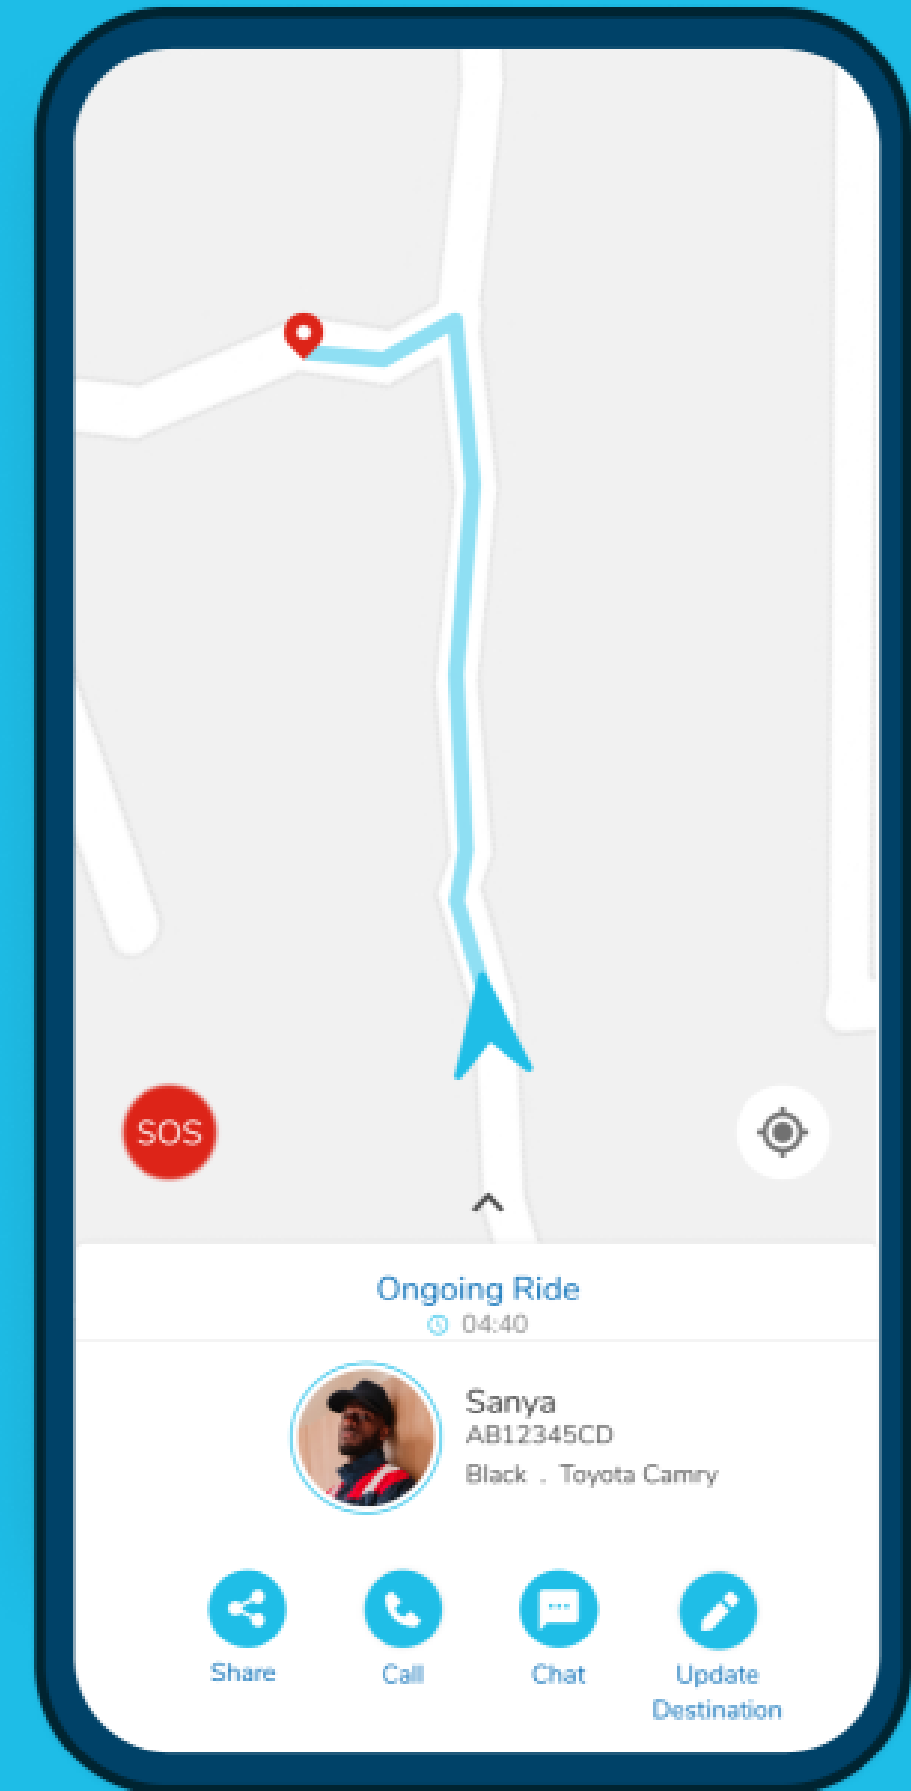 SOS
Ongoing Ride
04:40
Sanya
AB12345CD
Black . Toyota Camry
Share
Call
Chat
Update
Destination